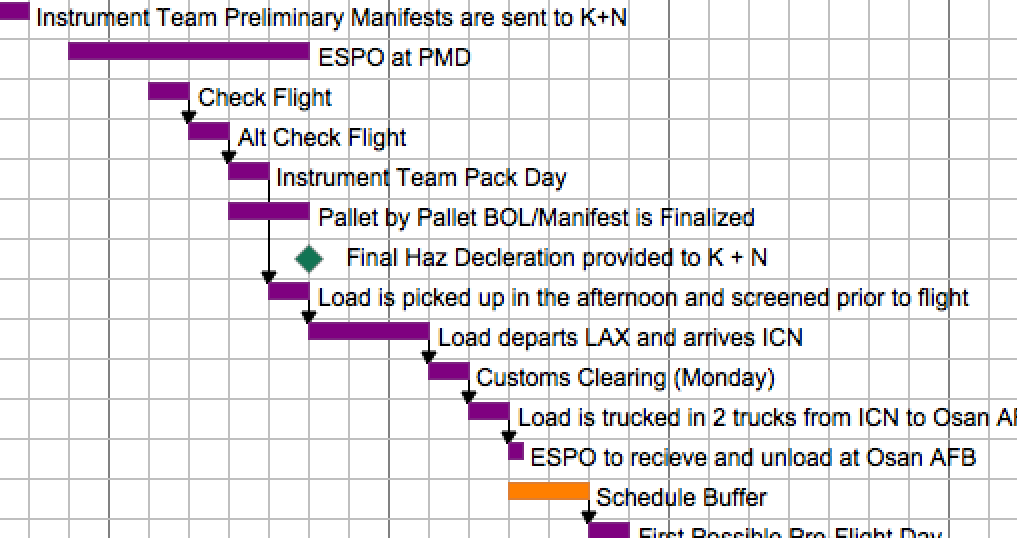 Instrument Team Preliminary Manifests are sent to K+N
ESPO at PMD
Check Flight
Alt Check Flight
Instrument Team Pack Day
Pallet by Pallet BOL/Manifest is Finalized
Final Haz Decleration provided to K + N
Load is picked up in the afternoon and screened prior to flight
Load departs LAX and arrives ICN
Customs Clearing (Monday)
Load is trucked in 2 trucks from ICN to Osan
ESPO to recieve and unload at Osan AFB
Schedule Buffer
First Possible Pre-Flight Day